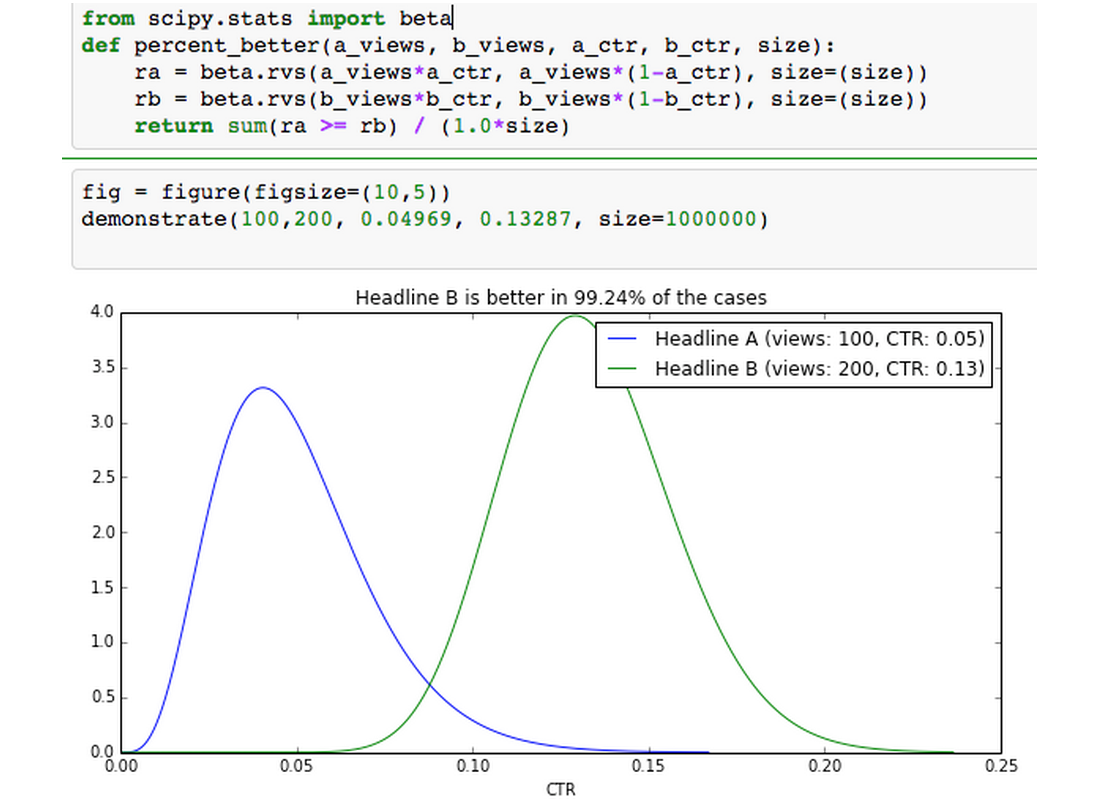 from scipy.stats import beta
def percent_better(a_views, b_views, a_ctr, b_ctr, size):
    ra = beta.rvs(a_views*a_ctr, a_views*(1-a_ctr), size=(size))
    rb = beta.rvs(b_views*b_ctr, b_views*(1-b_ctr), size=(size))
    return sum(ra >= rb) / (1.0*size)
fig = figure(figsize=(10,5))
demonstrate(100,200, 0.04969, 0.13287, size=1000000)
Headline B is better in 99.24% of the cases
4.0
Headline A (views: 100, CTR: 0.05)
Headline B (views: 200, CTR: 0.13)
3.5
3.0
2.5
2.0
1.5
1.0
0.5
0.0
0.00 0.05 0.10 0.15 0.20 0.25
CTR